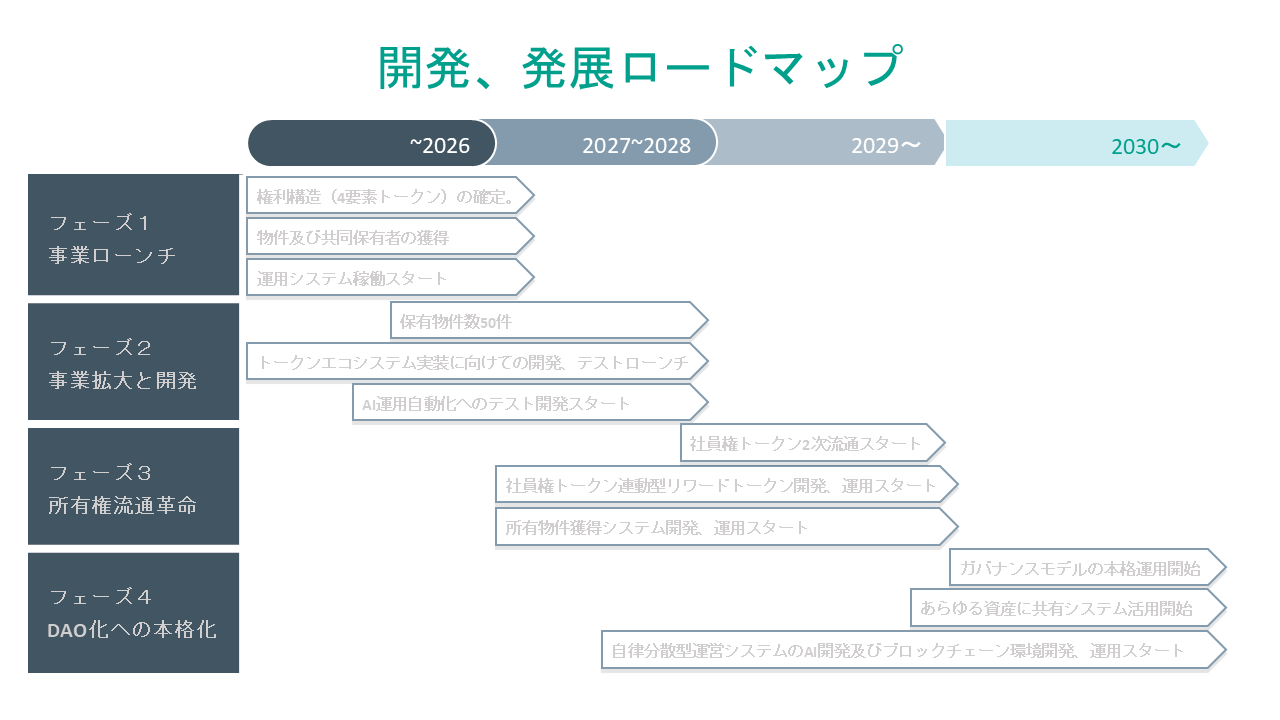 開発、発展ロードマップ
~2026
2027~2028
2029～
2030～
フェーズ１
事業ローンチ
権利構造（4要素トークン）の確定。
物件及び共同保有者の獲得
運用システム稼働スタート
フェーズ２
事業拡大と開発
保有物件数50件
トークンエコシステム実装に向けての開発、テストローンチ
AI運用自動化へのテスト開発スタート
フェーズ３
所有権流通革命
社員権トークン2次流通スタート
社員権トークン連動型リワードトークン開発、運用スタート
所有物件獲得システム開発、運用スタート
フェーズ４
DAO化への本格化
ガバナンスモデルの本格運用開始
あらゆる資産に共有システム活用開始
自律分散型運営システムのAI開発及びブロックチェーン環境開発、運用スタート